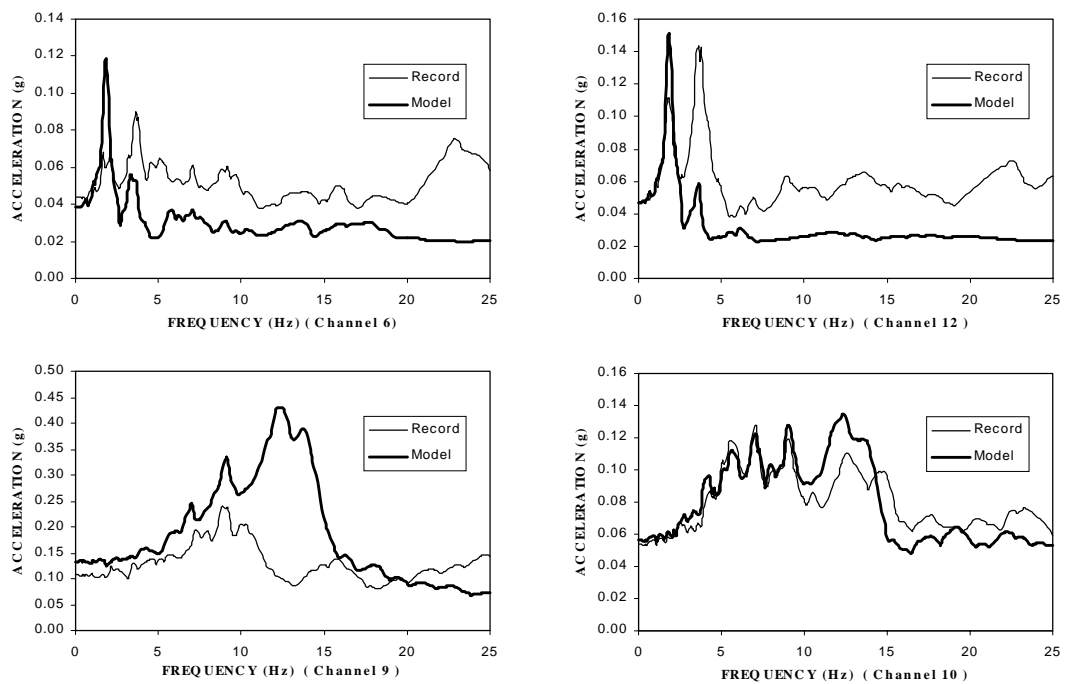 0.14
0.12
0.10
0.08
0.06
0.04
0.02
0.00
ACCELERATION (g)
Record
Model
0 5 10 15 20 25
FREQUENCY (Hz) ( Channel 6)
0.16
0.14
0.12
0.10
0.08
0.06
0.04
0.02
0.00
ACCELERATION (g)
Record
Model
0 5 10 15 20 25
FREQUENCY (Hz) ( Channel 12 )
0.50
0.45
0.40
0.35
0.30
0.25
0.20
0.15
0.10
0.05
0.00
ACCELERATION (g)
Record
Model
0 5 10 15 20 25
FREQUENCY (Hz) ( Channel 9 )
0.16
0.14
0.12
0.10
0.08
0.06
0.04
0.02
0.00
ACCELERATION (g)
Record
Model
0 5 10 15 20 25
FREQUENCY (Hz) ( Channel 10 )